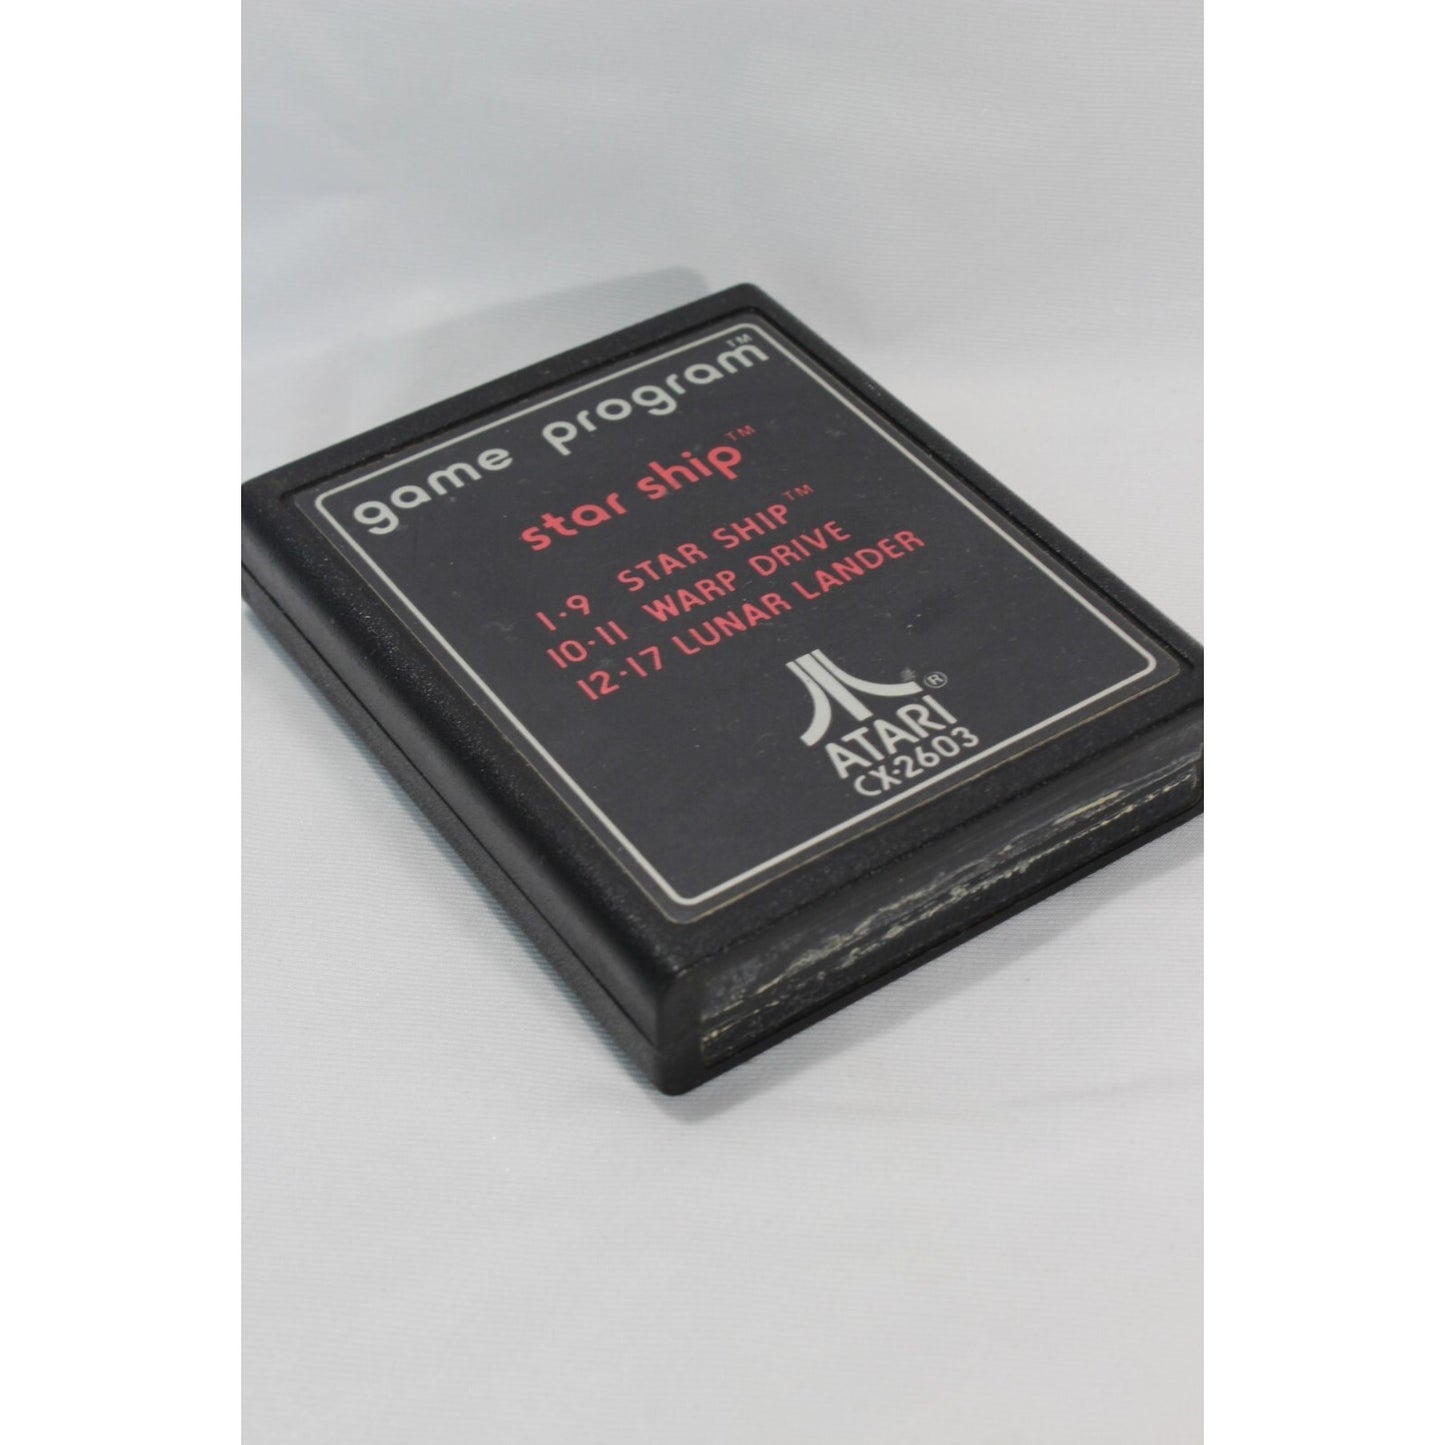 game program™
star ship™
1-9 STAR SHIP™
10-11 WARP DRIVE
12-17 LUNAR LANDER
ATARI®
CX-2603